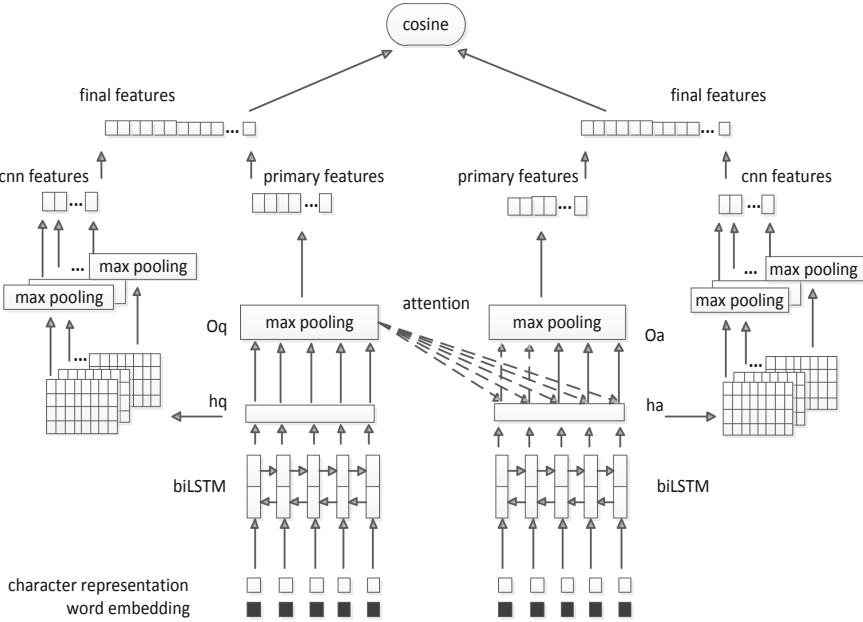 cosine
final features
final features
cnn features
primary features
primary features
cnn features
...
...
...
...
...
...
max pooling
max pooling
max pooling
max pooling
attention
Oq
max pooling
max pooling
Oa
...
...
hq
ha
biLSTM
biLSTM
character representation
word embedding